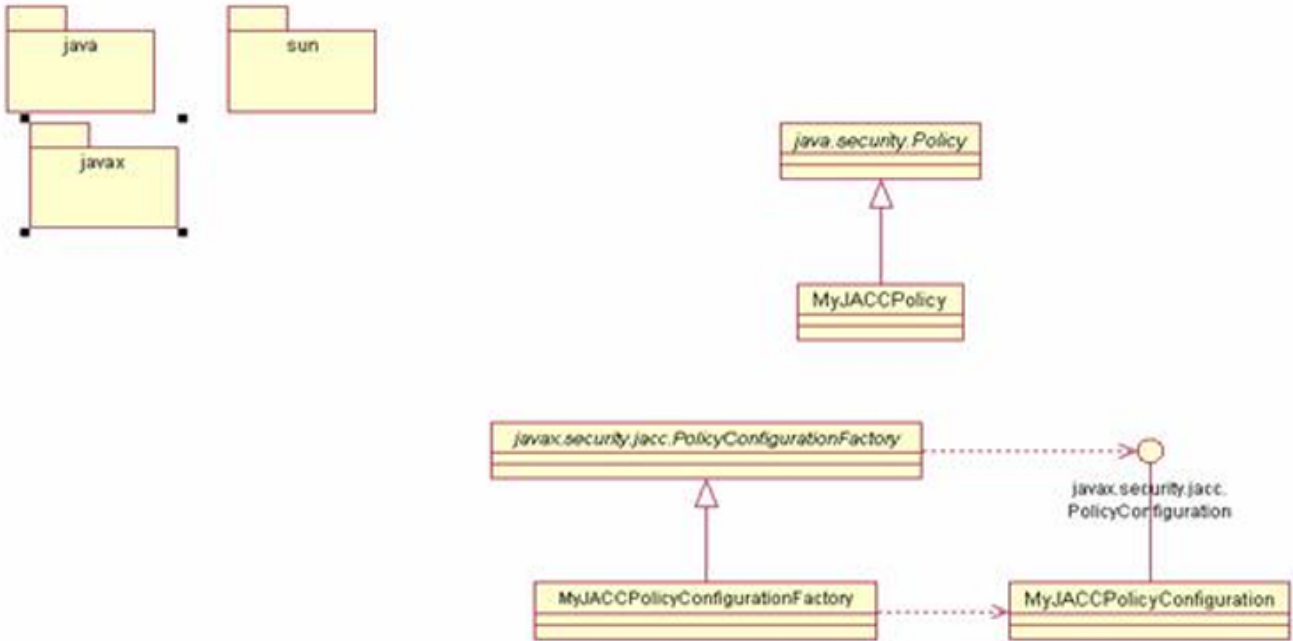 java
sun
javax
java.security.Policy
MyJACCPolicy
javax.security.jacc.PolicyConfigurationFactory
javax.security.jacc.
PolicyConfiguration
MyJACCPolicyConfigurationFactory
MyJACCPolicyConfiguration